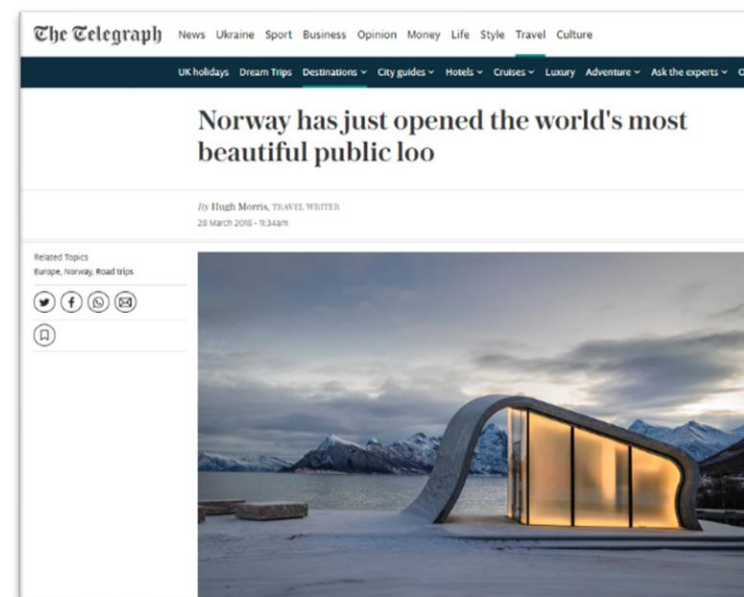 The Telegraph
News Ukraine Sport Business Opinion Money Life Style Travel Culture
UK holidays Dream Trips Destinations City guides Hotels Cruises Luxury Adventure Ask the experts
Norway has just opened the world's most
beautiful public loo
By Hugh Morris, TRAVEL WRITER
28 March 2018 • 11:34am
Related Topics
Europe, Norway, Road trips